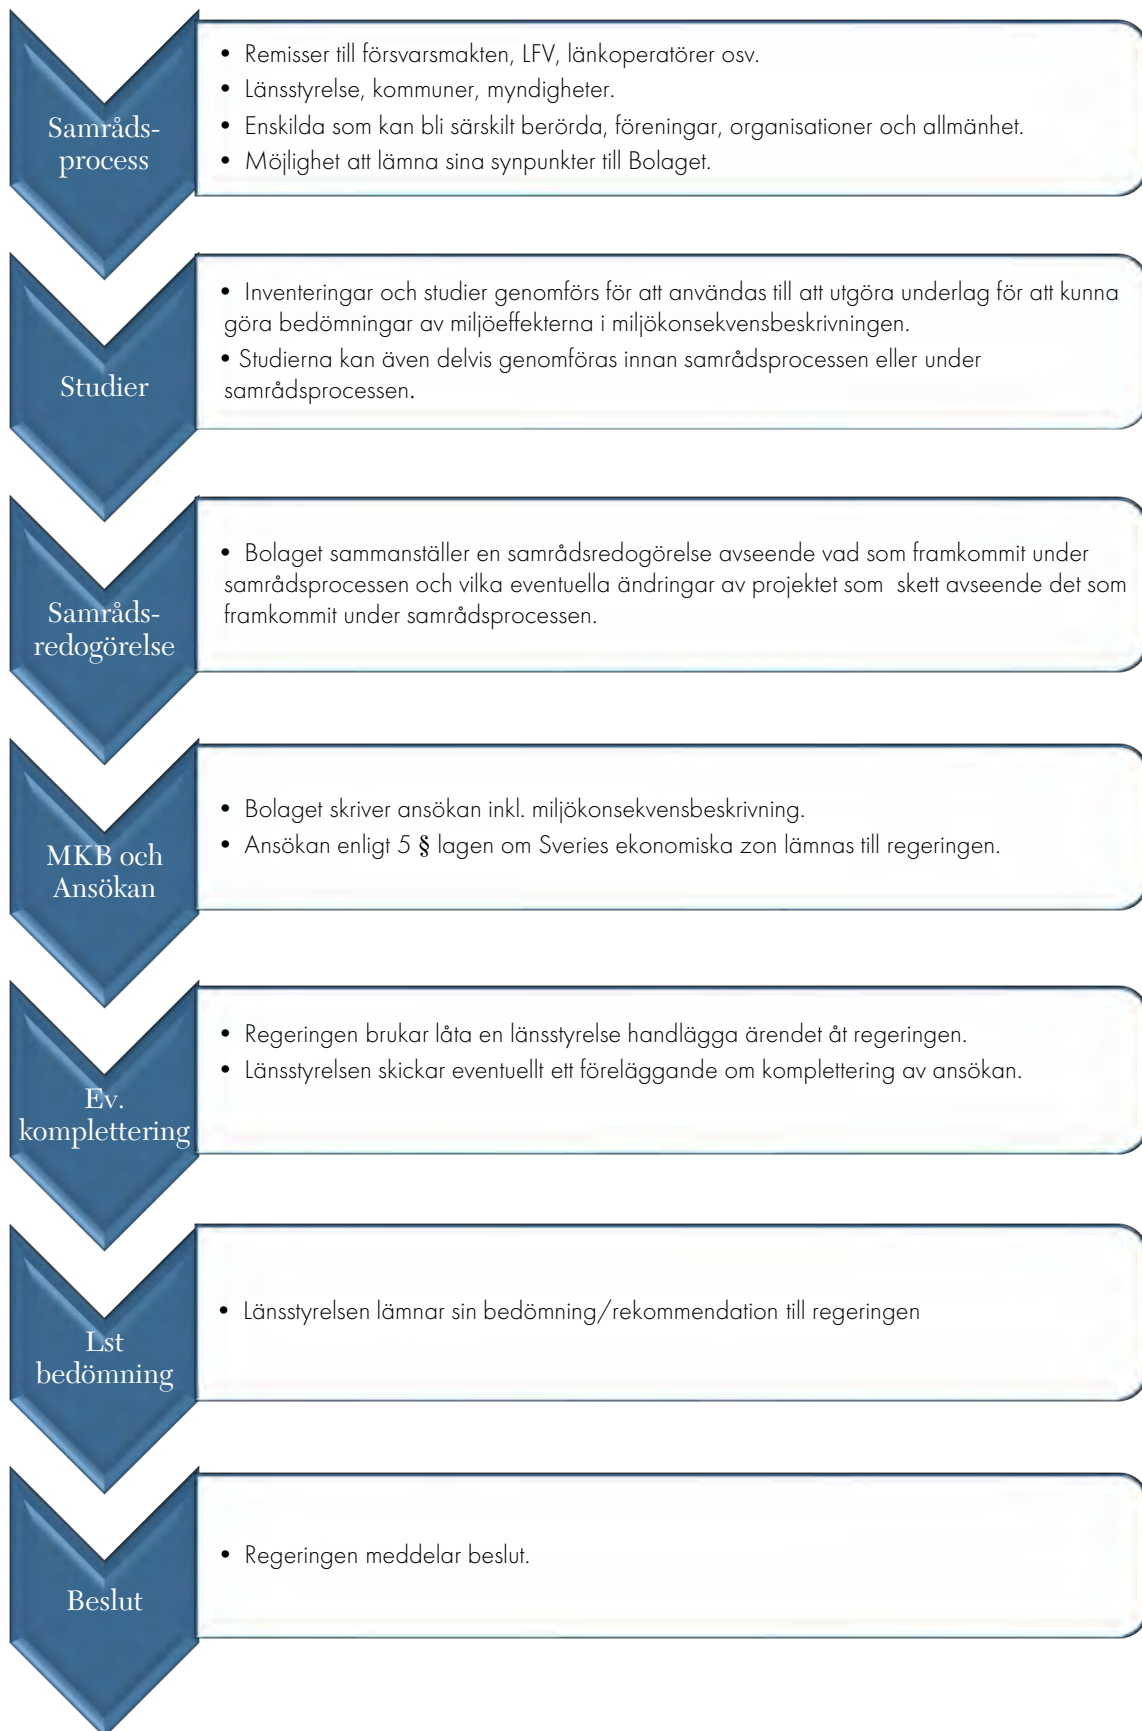 Samråds-
process
• Remisser till försvarsmakten, LFV, länkoperatörer osv.
• Länsstyrelse, kommuner, myndigheter.
• Enskilda som kan bli särskilt berörda, föreningar, organisationer och allmänhet.
• Möjlighet att lämna sina synpunkter till Bolaget.
Studier
• Inventeringar och studier genomförs för att användas till att utgöra underlag för att kunna
göra bedömningar av miljöeffekterna i miljökonsekvensbeskrivningen.
• Studierna kan även delvis genomföras innan samrådsprocessen eller under
samrådsprocessen.
Samråds-
redogörelse
• Bolaget sammanställer en samrådsredogörelse avseende vad som framkommit under
samrådsprocessen och vilka eventuella ändringar av projektet som skett avseende det som
framkommit under samrådsprocessen.
MKB och
Ansökan
• Bolaget skriver ansökan inkl. miljökonsekvensbeskrivning.
• Ansökan enligt 5 § lagen om Sveries ekonomiska zon lämnas till regeringen.
Ev.
komplettering
• Regeringen brukar låta en länsstyrelse handlägga ärendet åt regeringen.
• Länsstyrelsen skickar eventuellt ett föreläggande om komplettering av ansökan.
Lst
bedömning
• Länsstyrelsen lämnar sin bedömning/rekommendation till regeringen
Beslut
• Regeringen meddelar beslut.